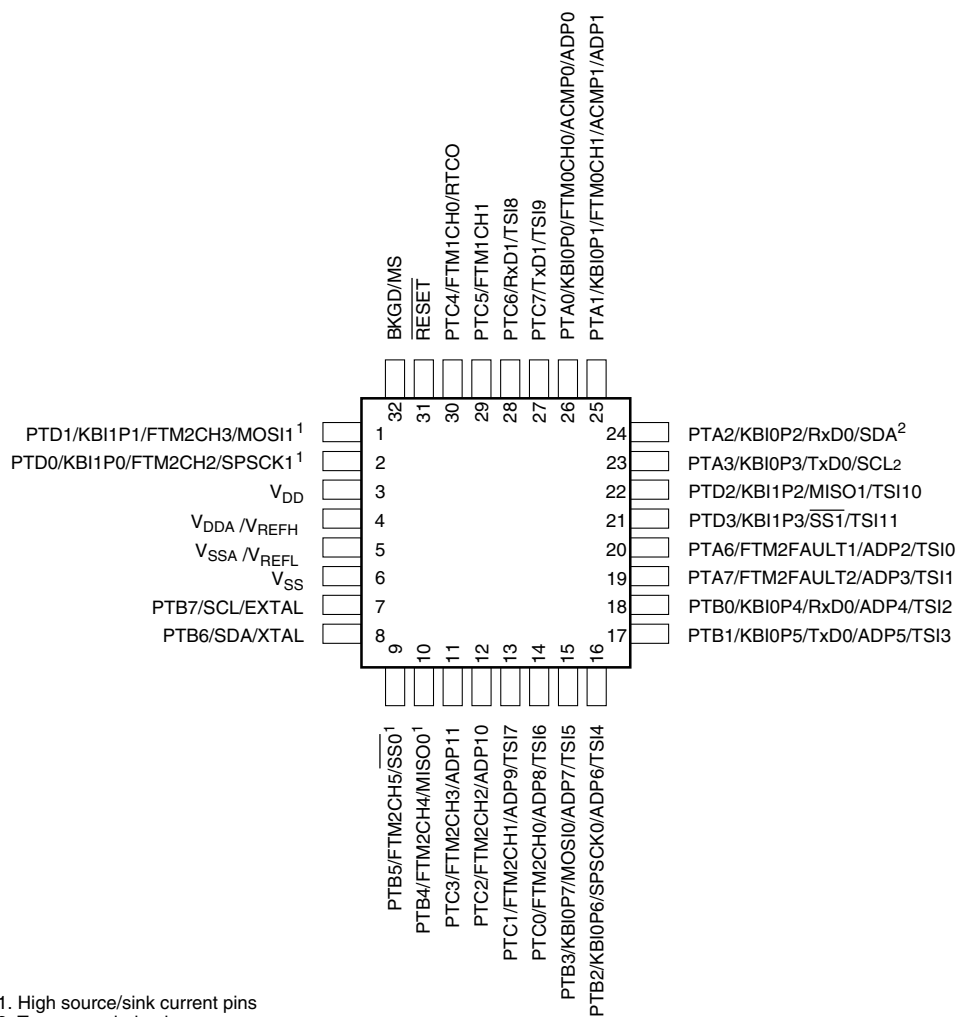 BKGD/MS
RESET
PTC4/FTM1CH0/RTCO
PTC5/FTM1CH1
PTC6/RxD1/TSI8
PTC7/TxD1/TSI9
PTA0/KBI0P0/FTM0CH0/ACMP0/ADP0
PTA1/KBI0P1/FTM0CH1/ACMP1/ADP1
32 31 30 29 28 27 26 25
PTD1/KBI1P1/FTM2CH3/MOSI1¹ 1
PTD0/KBI1P0/FTM2CH2/SPSCK1¹ 2
VDD 3
VDDA /VREFH 4
VSSA /VREFL 5
VSS 6
PTB7/SCL/EXTAL 7
PTB6/SDA/XTAL 8
24 PTA2/KBI0P2/RxD0/SDA²
23 PTA3/KBI0P3/TxD0/SCL2
22 PTD2/KBI1P2/MISO1/TSI10
21 PTD3/KBI1P3/SS1/TSI11
20 PTA6/FTM2FAULT1/ADP2/TSI0
19 PTA7/FTM2FAULT2/ADP3/TSI1
18 PTB0/KBI0P4/RxD0/ADP4/TSI2
17 PTB1/KBI0P5/TxD0/ADP5/TSI3
9 10 11 12 13 14 15 16
PTB5/FTM2CH5/SS0¹
PTB4/FTM2CH4/MISO0¹
PTC3/FTM2CH3/ADP11
PTC2/FTM2CH2/ADP10
PTC1/FTM2CH1/ADP9/TSI7
PTC0/FTM2CH0/ADP8/TSI6
PTB3/KBI0P7/MOSI0/ADP7/TSI5
PTB2/KBI0P6/SPSCK0/ADP6/TSI4
1. High source/sink current pins